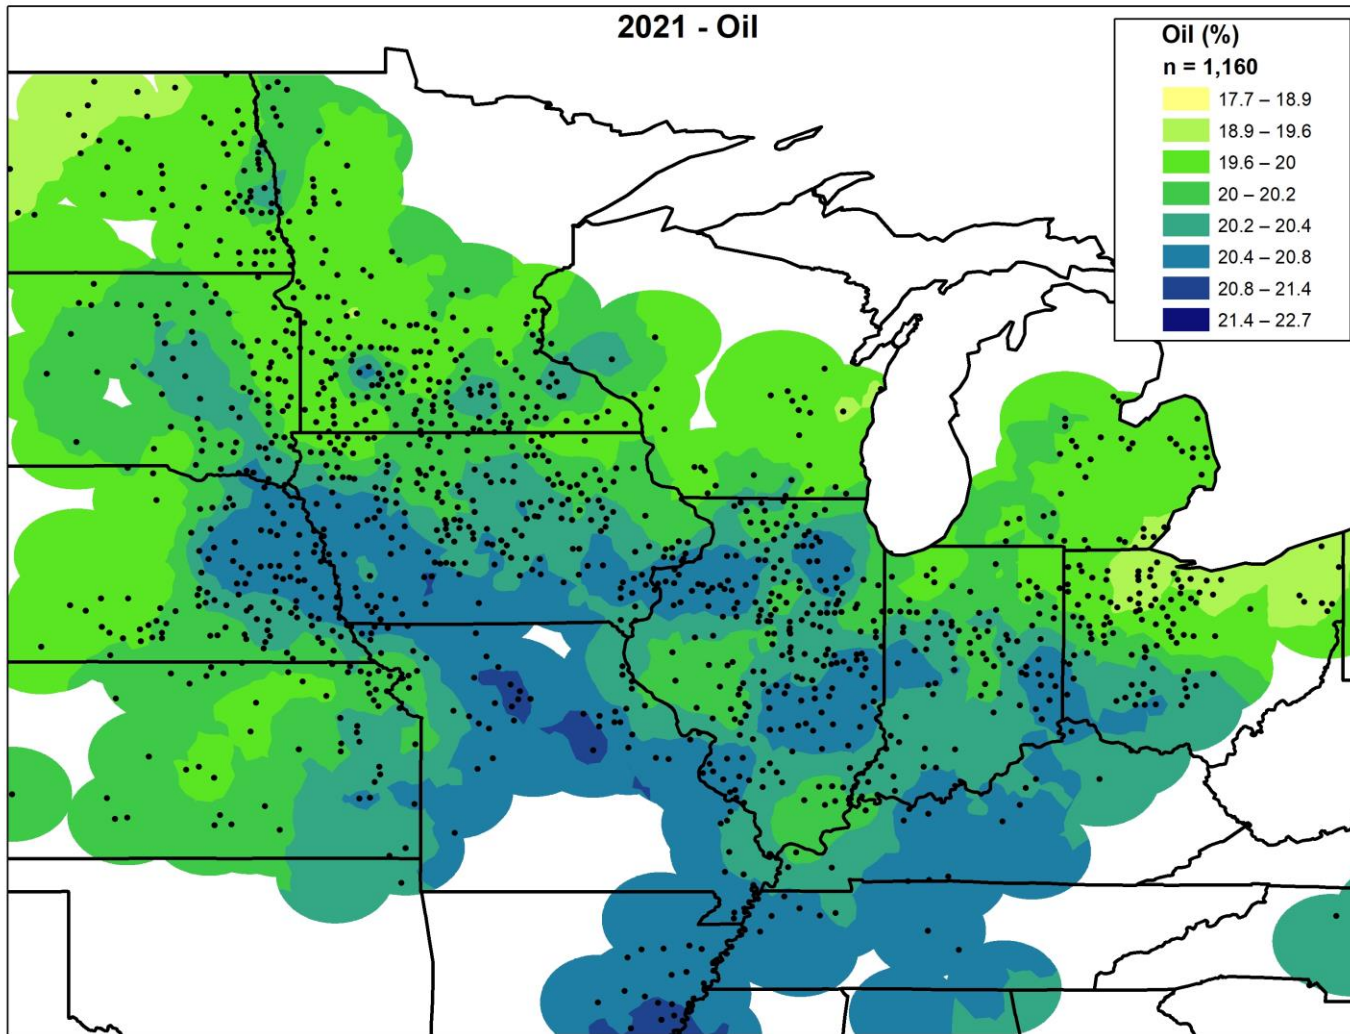 2021 - Oil
Oil (%)
n = 1,160
17.7 – 18.9
18.9 – 19.6
19.6 – 20
20 – 20.2
20.2 – 20.4
20.4 – 20.8
20.8 – 21.4
21.4 – 22.7